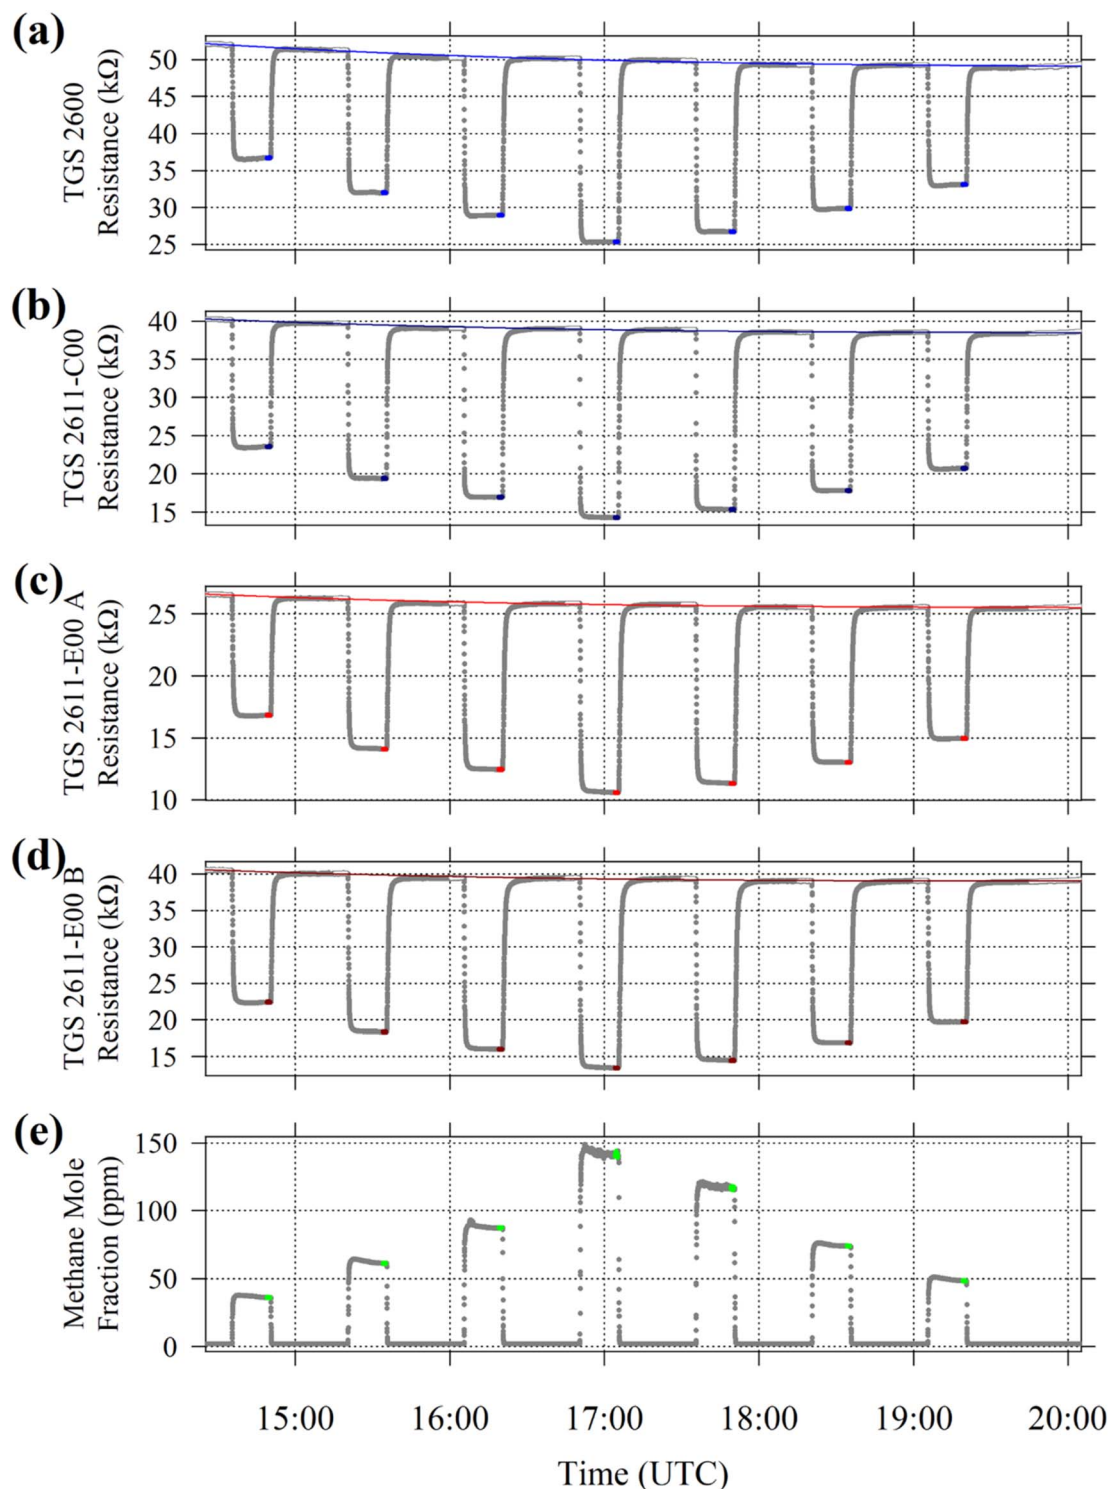 (a)
TGS 2600
Resistance (kΩ)
50
45
40
35
30
25
(b)
TGS 2611-C00
Resistance (kΩ)
40
35
30
25
20
15
(c)
TGS 2611-E00 A
Resistance (kΩ)
25
20
15
10
(d)
TGS 2611-E00 B
Resistance (kΩ)
40
35
30
25
20
15
(e)
Methane Mole
Fraction (ppm)
150
100
50
0
15:00 16:00 17:00 18:00 19:00 20:00
Time (UTC)